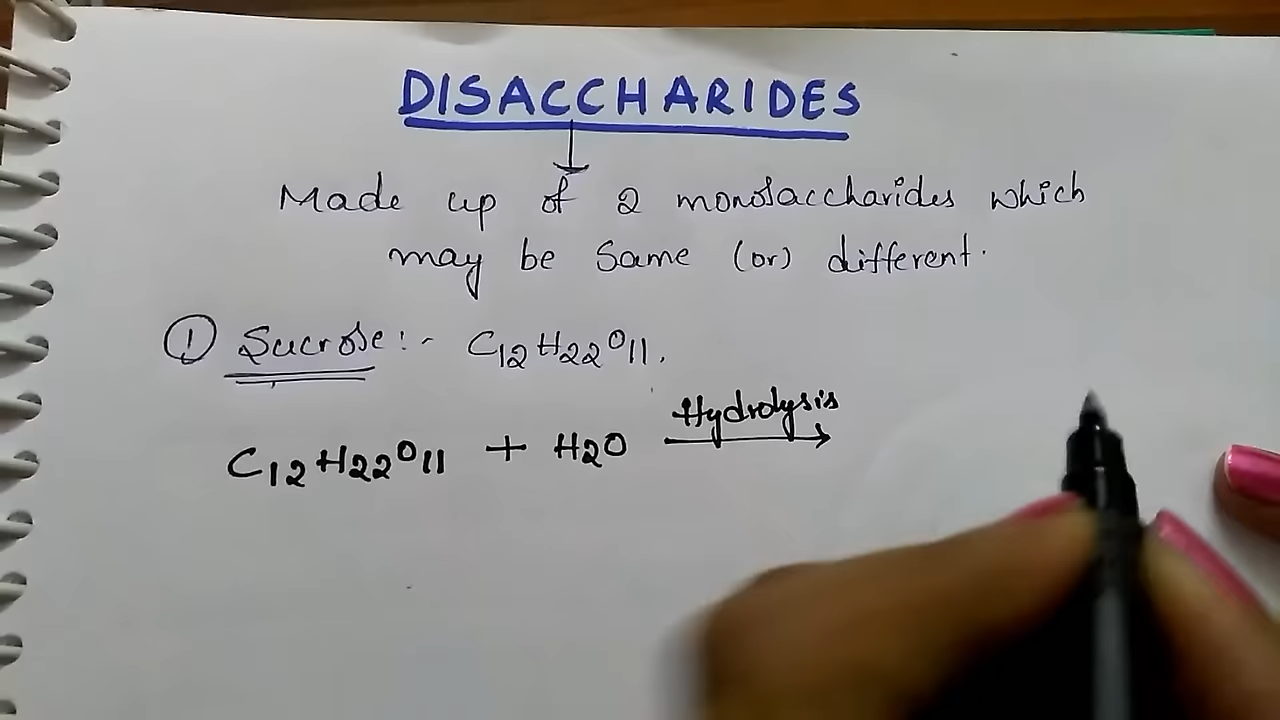 DISACCHARIDES
Made up of 2 monosaccharides which
may be Same (or) different.
① Sucrose:- C12H22O11.
Hydrolysis
C12H22O11 + H2O →